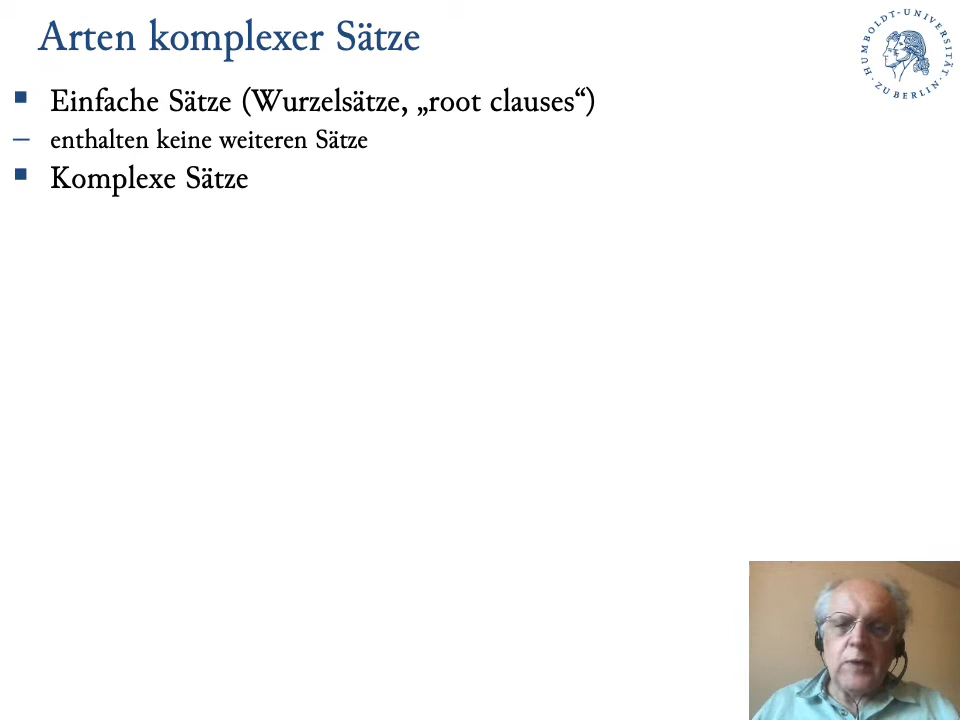 Arten komplexer Sätze
Einfache Sätze (Wurzelsätze, „root clauses“)
– enthalten keine weiteren Sätze
Komplexe Sätze
HUMBOLDT-UNIVERSITÄT · ZU BERLIN ·